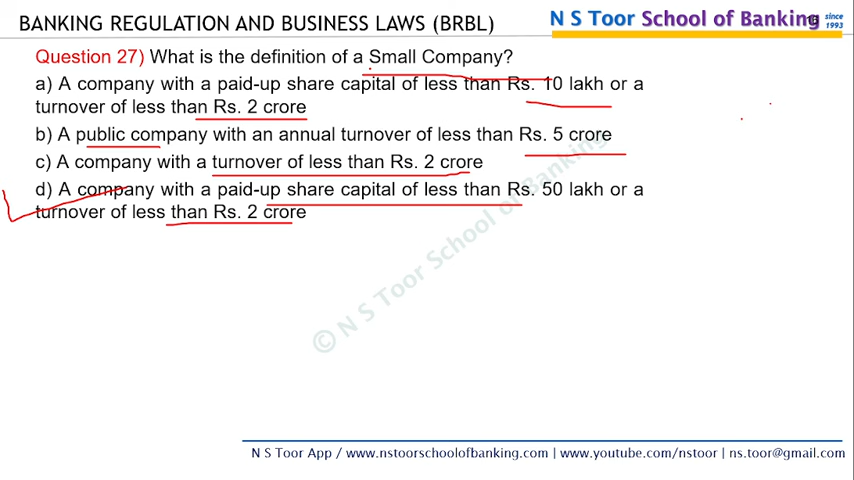 BANKING REGULATION AND BUSINESS LAWS (BRBL)
N S Toor School of Banking since 1993
Question 27) What is the definition of a Small Company?
a) A company with a paid-up share capital of less than Rs. 10 lakh or a
turnover of less than Rs. 2 crore
b) A public company with an annual turnover of less than Rs. 5 crore
c) A company with a turnover of less than Rs. 2 crore
d) A company with a paid-up share capital of less than Rs. 50 lakh or a
turnover of less than Rs. 2 crore
© N S Toor School of Banking
N S Toor App / www.nstoorschoolofbanking.com | www.youtube.com/nstoor | ns.toor@gmail.com